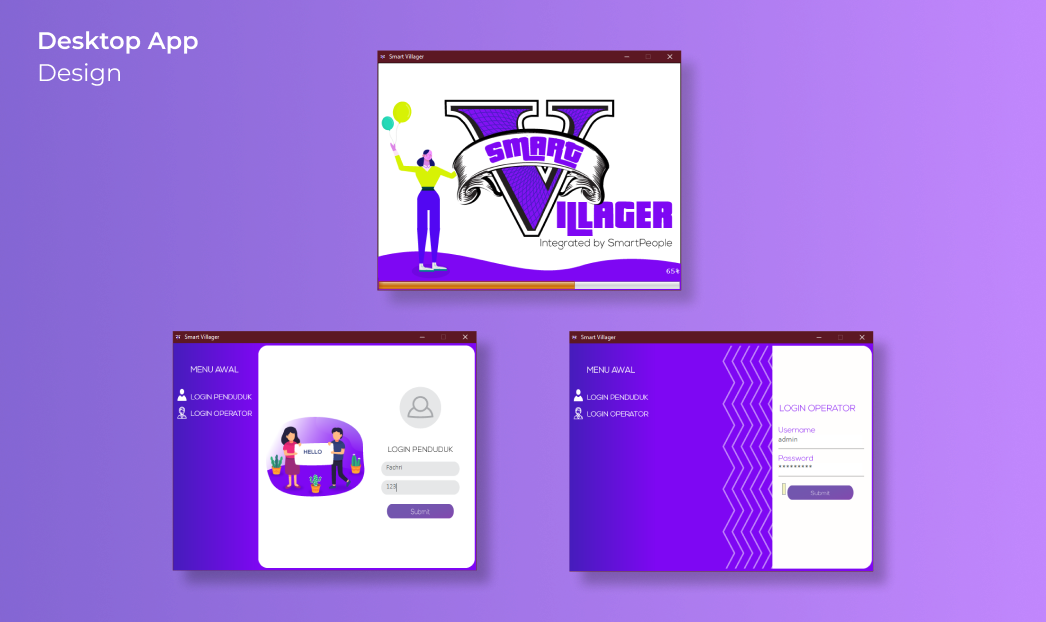 Desktop App
Design
Smart Villager
SMART
V
ILLAGER
Integrated by SmartPeople
65%
Smart Villager
MENU AWAL
LOGIN PENDUDUK
LOGIN OPERATOR
HELLO
LOGIN PENDUDUK
Fachri
123
Submit
Smart Villager
MENU AWAL
LOGIN PENDUDUK
LOGIN OPERATOR
LOGIN OPERATOR
Username
admin
Password
*********
Submit